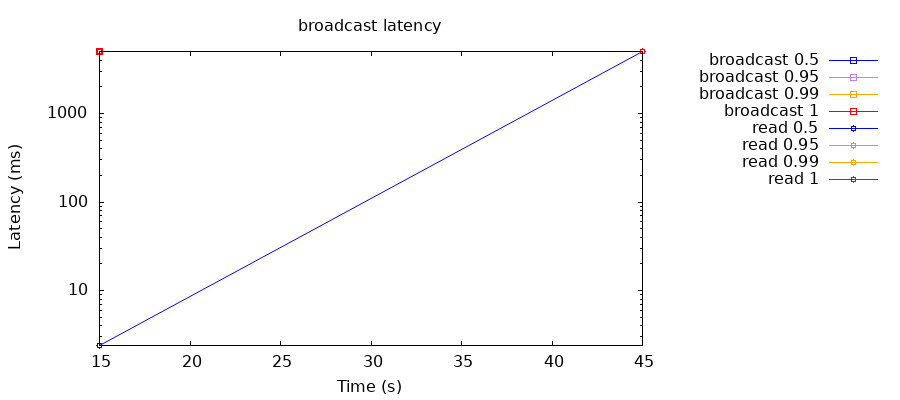 broadcast latency
Latency (ms)
1000
100
10
15 20 25 30 35 40 45
Time (s)
broadcast 0.5
broadcast 0.95
broadcast 0.99
broadcast 1
read 0.5
read 0.95
read 0.99
read 1